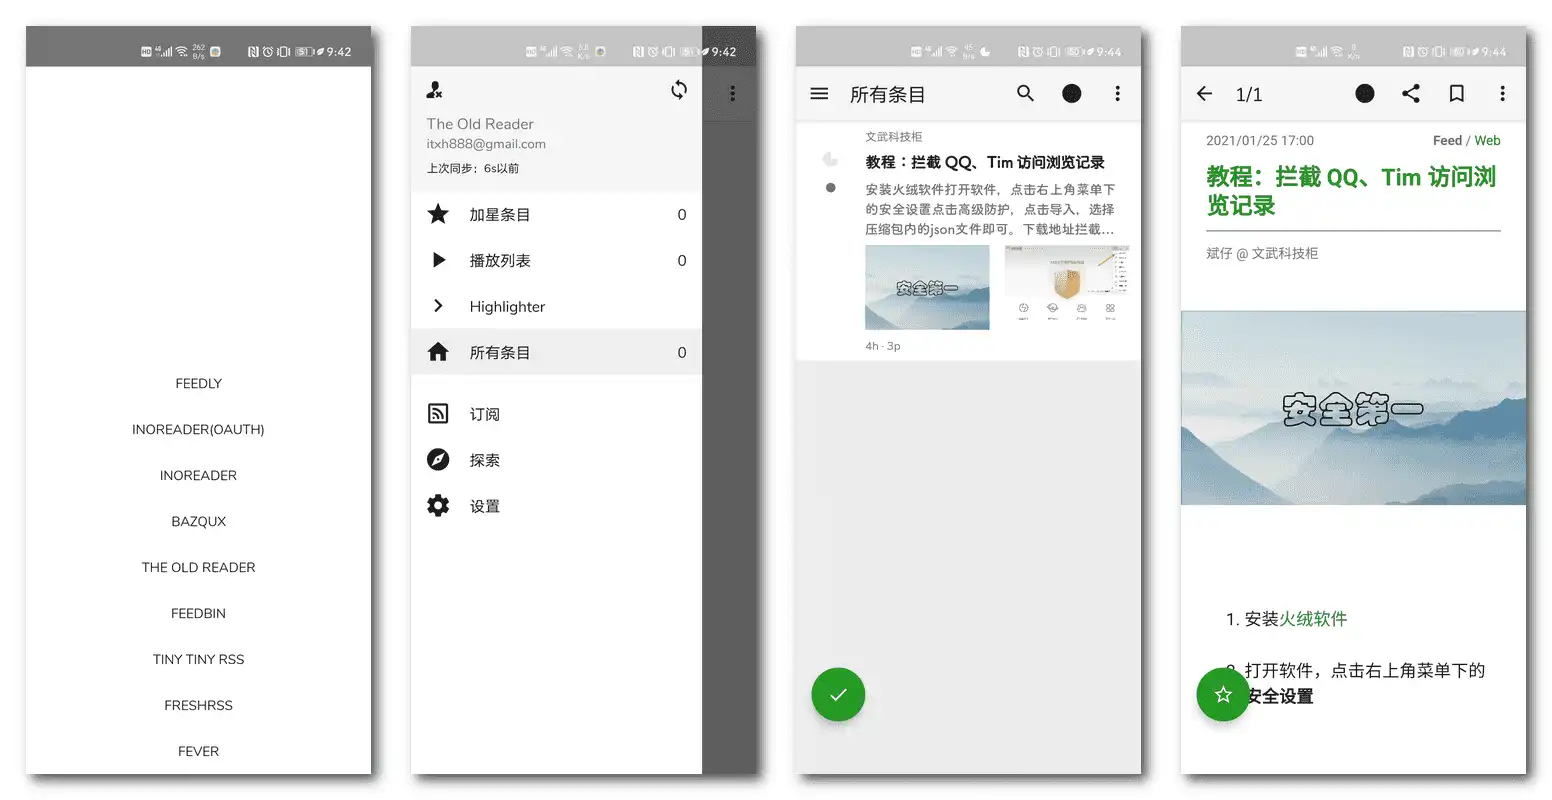 262
B/s
51
9:42
FEEDLY
INOREADER(OAUTH)
INOREADER
BAZQUX
THE OLD READER
FEEDBIN
TINY TINY RSS
FRESHRSS
FEVER
9:42
The Old Reader
itxh888@gmail.com
上次同步：6s以前
加星条目 0
播放列表 0
Highlighter
所有条目 0
订阅
探索
设置
9:44
所有条目
文武科技柜
教程：拦截 QQ、Tim 访问浏览记录
安装火绒软件打开软件，点击右上角菜单下
的安全设置点击高级防护，点击导入，选择
压缩包内的json文件即可。下载地址拦截...
安全第一
4h · 3p
9:44
1/1
2021/01/25 17:00 Feed / Web
教程：拦截 QQ、Tim 访问浏
览记录
斌仔 @ 文武科技柜
安全第一
1. 安装火绒软件
打开软件，点击右上角菜单下的
安全设置